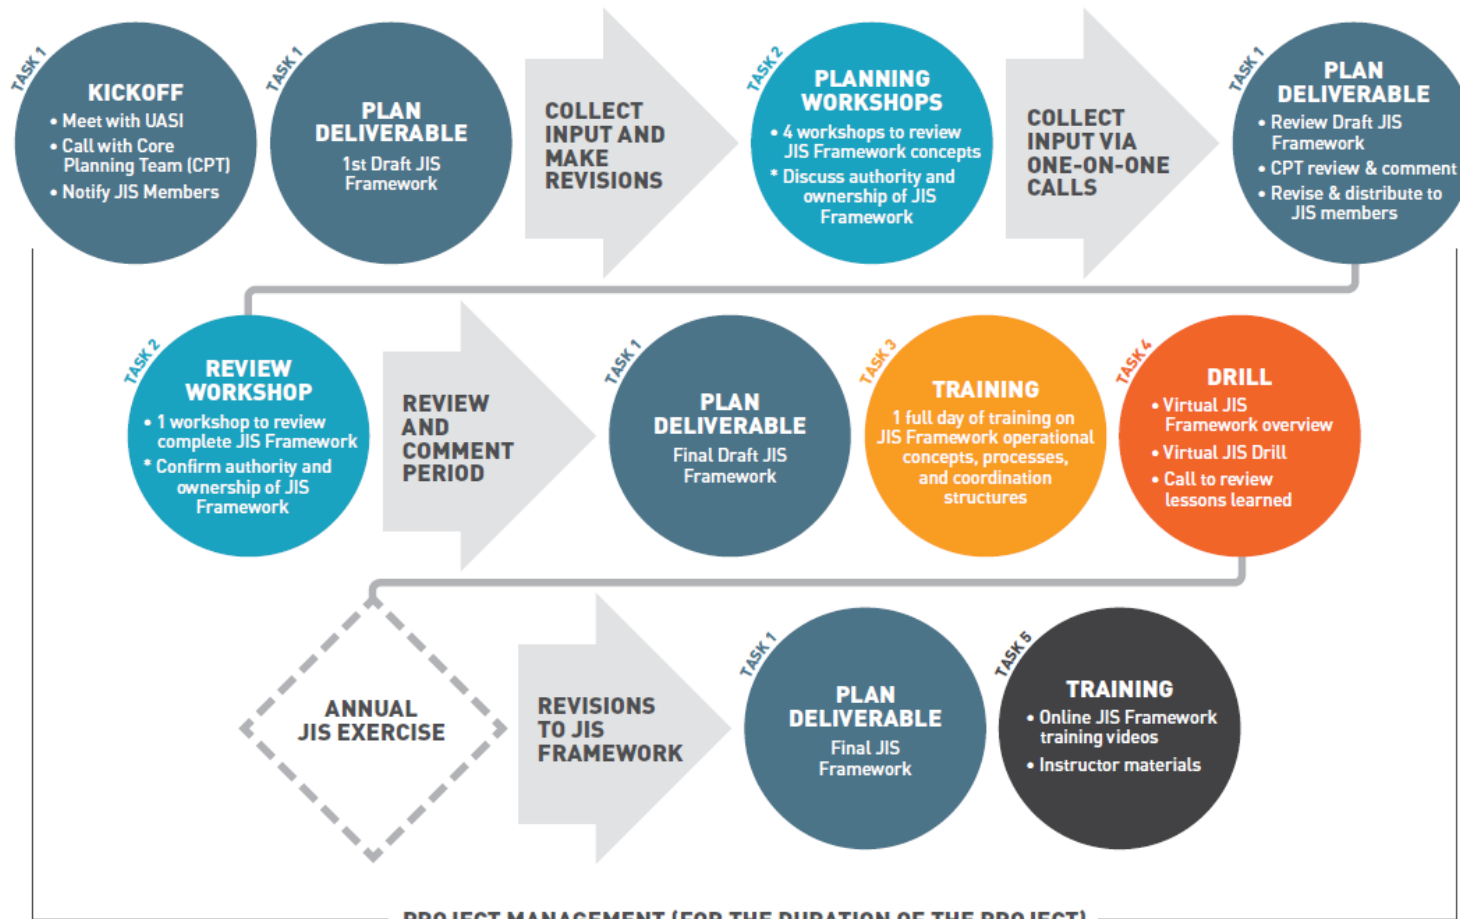 TASK 1
KICKOFF
• Meet with UASI
• Call with Core
Planning Team (CPT)
• Notify JIS Members
TASK 1
PLAN
DELIVERABLE
1st Draft JIS
Framework
COLLECT
INPUT AND
MAKE
REVISIONS
TASK 2
PLANNING
WORKSHOPS
• 4 workshops to review
JIS Framework concepts
* Discuss authority and
ownership of JIS
Framework
COLLECT
INPUT VIA
ONE-ON-ONE
CALLS
TASK 1
PLAN
DELIVERABLE
• Review Draft JIS
Framework
• CPT review & comment
• Revise & distribute to
JIS members
TASK 2
REVIEW
WORKSHOP
• 1 workshop to review
complete JIS Framework
* Confirm authority and
ownership of JIS
Framework
REVIEW
AND
COMMENT
PERIOD
TASK 1
PLAN
DELIVERABLE
Final Draft JIS
Framework
TASK 3
TRAINING
1 full day of training on
JIS Framework operational
concepts, processes,
and coordination
structures
TASK 4
DRILL
• Virtual JIS
Framework overview
• Virtual JIS Drill
• Call to review
lessons learned
ANNUAL
JIS EXERCISE
REVISIONS
TO JIS
FRAMEWORK
TASK 1
PLAN
DELIVERABLE
Final JIS
Framework
TASK 5
TRAINING
• Online JIS Framework
training videos
• Instructor materials
PROJECT MANAGEMENT (FOR THE DURATION OF THE PROJECT)